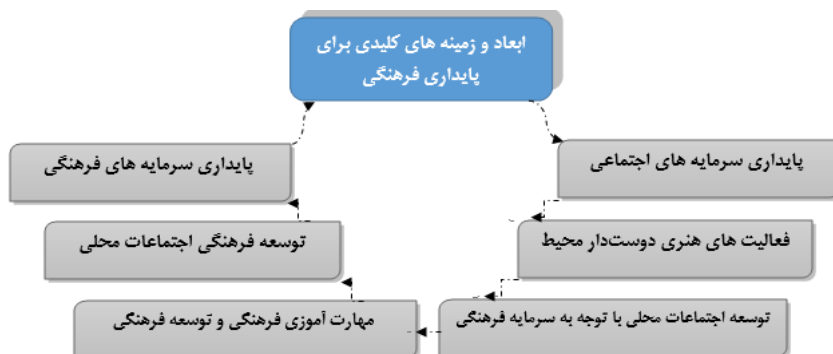 ابعاد و زمینه های کلیدی برای
پایداری فرهنگی
پایداری سرمایه های اجتماعی
پایداری سرمایه های فرهنگی
فعالیت های هنری دوست‌دار محیط
توسعه فرهنگی اجتماعات محلی
توسعه اجتماعات محلی با توجه به سرمایه فرهنگی
مهارت آموزی فرهنگی و توسعه فرهنگی